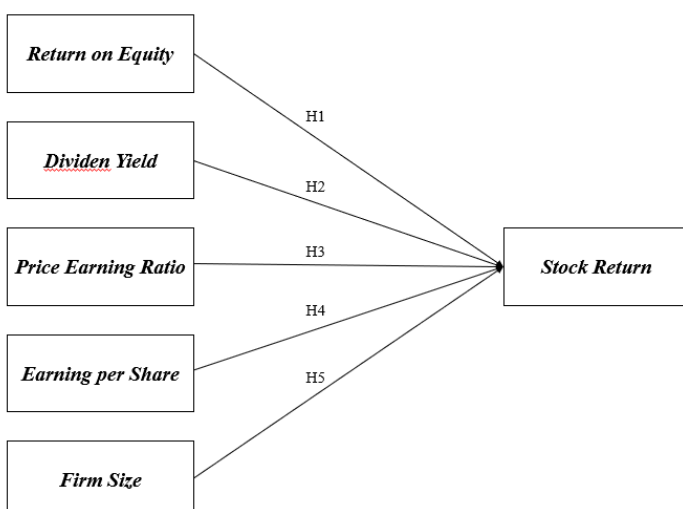 Return on Equity
H1
Dividen Yield
H2
Price Earning Ratio
H3
Stock Return
Earning per Share
H4
H5
Firm Size